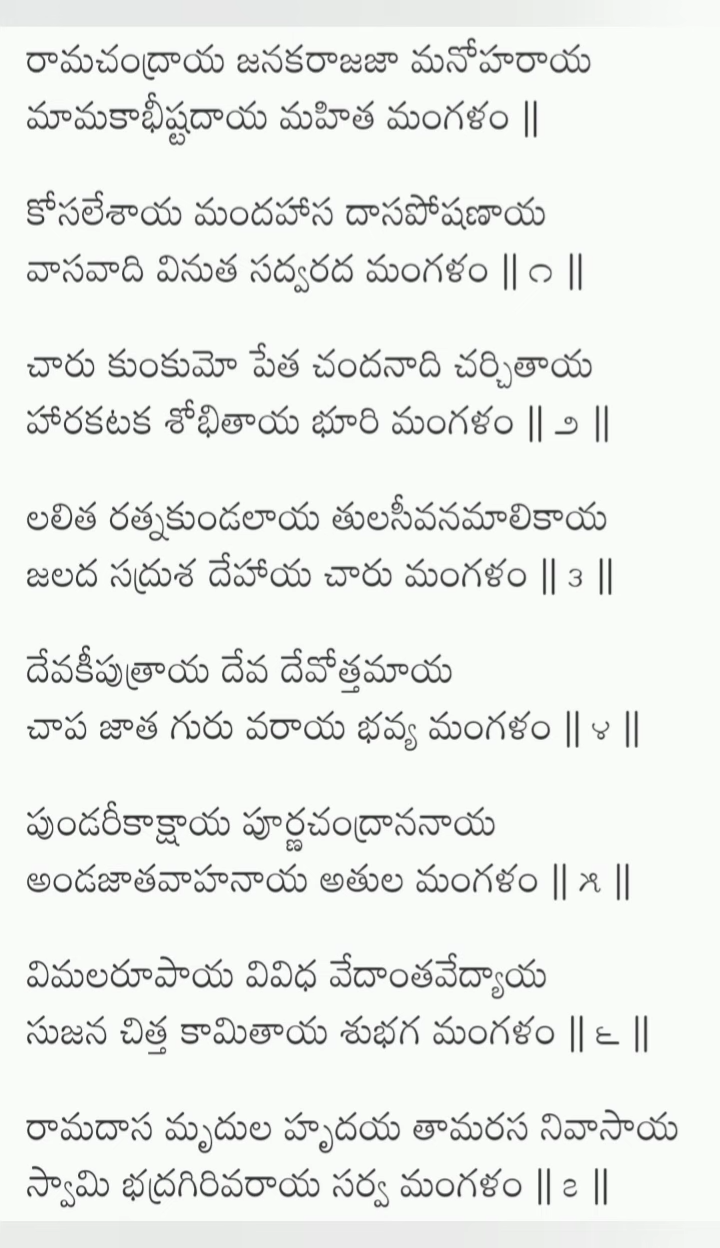 రామచంద్రాయ జనకరాజజా మనోహరాయ
మామకాభీష్టదాయ మహిత మంగళం ||
కోసలేశాయ మందహాస దాసపోషణాయ
వాసవాది వినుత సద్వరద మంగళం || ౧ ||
చారు కుంకుమో పేత చందనాది చర్చితాయ
హారకటక శోభితాయ భూరి మంగళం || ౨ ||
లలిత రత్నకుండలాయ తులసీవనమాలికాయ
జలద సద్రుశ దేహాయ చారు మంగళం || ౩ ||
దేవకీపుత్రాయ దేవ దేవోత్తమాయ
చాప జాత గురు వరాయ భవ్య మంగళం || ౪ ||
పుండరీకాక్షాయ పూర్ణచంద్రాననాయ
అండజాతవాహనాయ అతుల మంగళం || ౫ ||
విమలరూపాయ వివిధ వేదాంతవేద్యాయ
సుజన చిత్త కామితాయ శుభగ మంగళం || ౬ ||
రామదాస మృదుల హృదయ తామరస నివాసాయ
స్వామి భద్రగిరివరాయ సర్వ మంగళం || ౭ ||